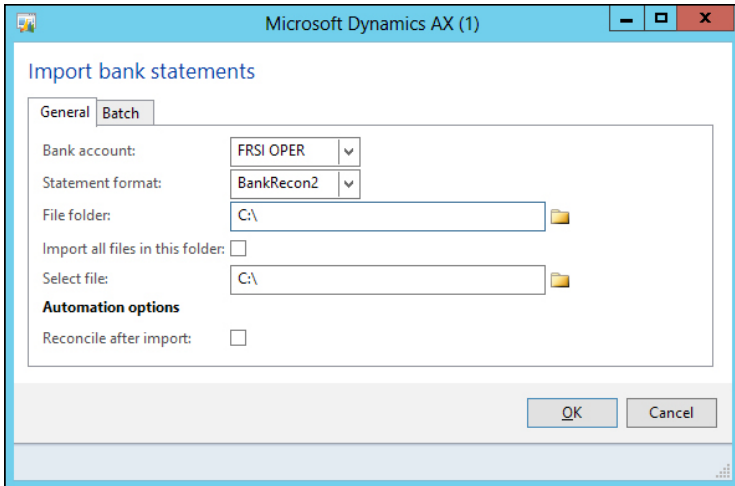 Microsoft Dynamics AX (1)
Import bank statements
General Batch
Bank account: FRSI OPER
Statement format: BankRecon2
File folder: C:\
Import all files in this folder:
Select file: C:\
Automation options
Reconcile after import:
OK Cancel